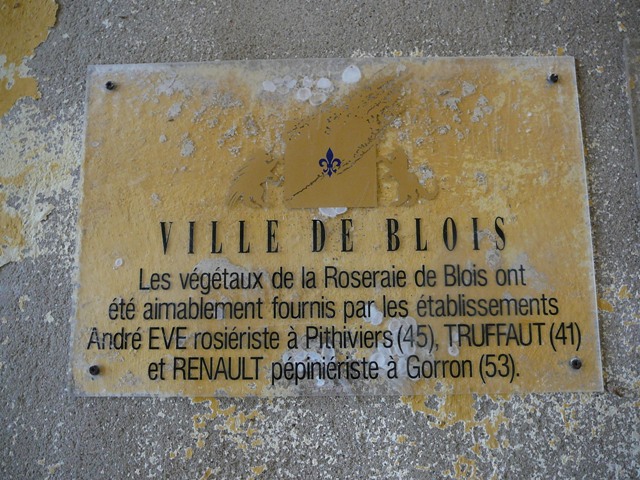 VILLE DE BLOIS
Les végétaux de la Roseraie de Blois ont
été aimablement fournis par les établissements
André EVE rosiériste à Pithiviers (45), TRUFFAUT (41)
et RENAULT pépiniériste à Gorron (53).